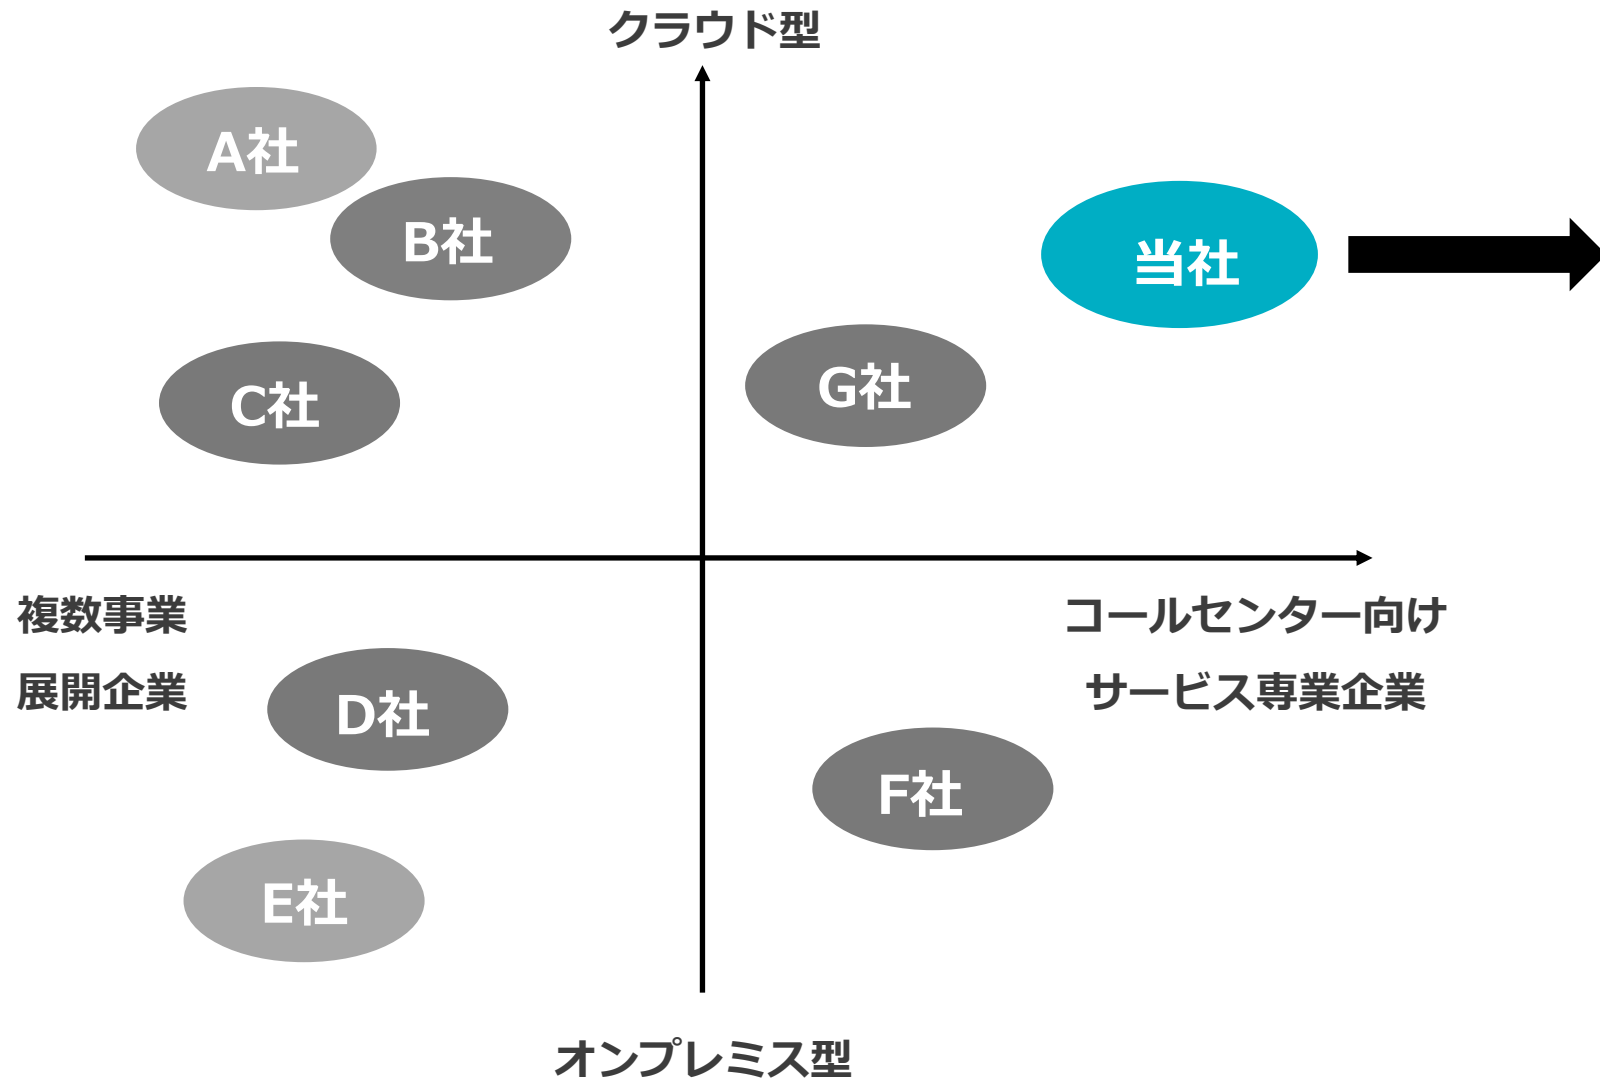 クラウド型
A社
B社
当社
G社
C社
複数事業
展開企業
コールセンター向け
サービス専業企業
D社
F社
E社
オンプレミス型